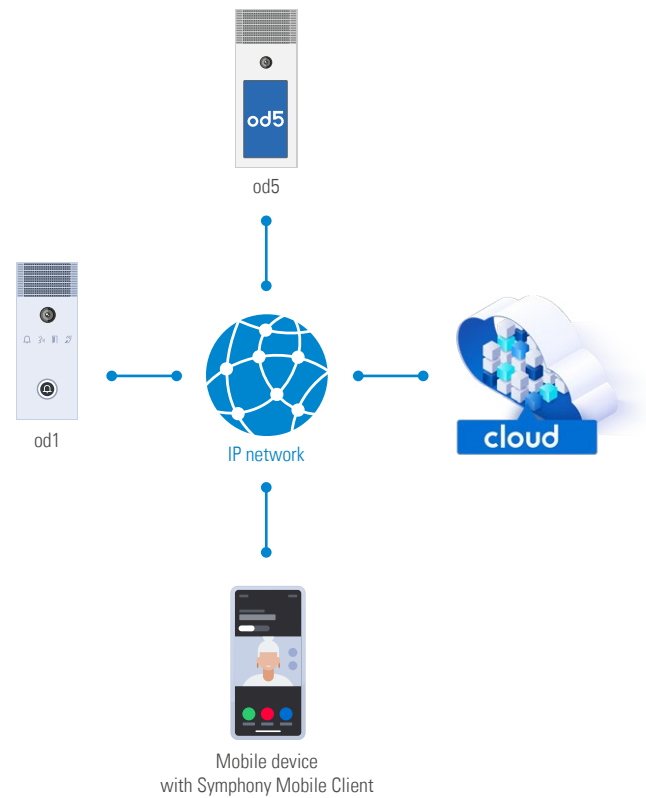 od5
od5
od1
IP network
cloud
Mobile device
with Symphony Mobile Client